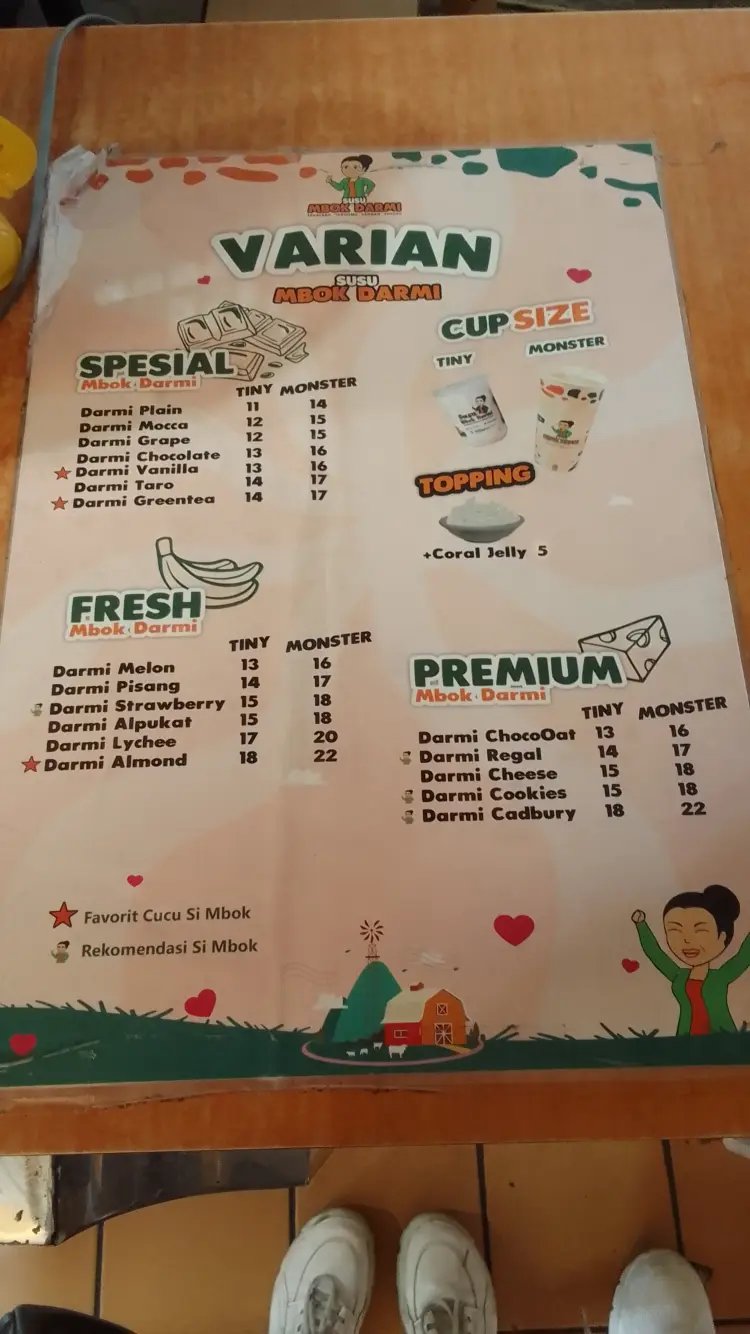 SUSU
MBOK DARMI
VARIAN
SUSU
MBOK DARMI
SPESIAL
Mbok Darmi
TINY MONSTER
Darmi Plain 11 14
Darmi Mocca 12 15
Darmi Grape 12 15
Darmi Chocolate 13 16
Darmi Vanilla 13 16
Darmi Taro 14 17
Darmi Greentea 14 17
CUP SIZE
TINY MONSTER
TOPPING
+Coral Jelly 5
FRESH
Mbok Darmi
TINY MONSTER
Darmi Melon 13 16
Darmi Pisang 14 17
Darmi Strawberry 15 18
Darmi Alpukat 15 18
Darmi Lychee 17 20
Darmi Almond 18 22
PREMIUM
Mbok Darmi
TINY MONSTER
Darmi ChocoOat 13 16
Darmi Regal 14 17
Darmi Cheese 15 18
Darmi Cookies 15 18
Darmi Cadbury 18 22
Favorit Cucu Si Mbok
Rekomendasi Si Mbok